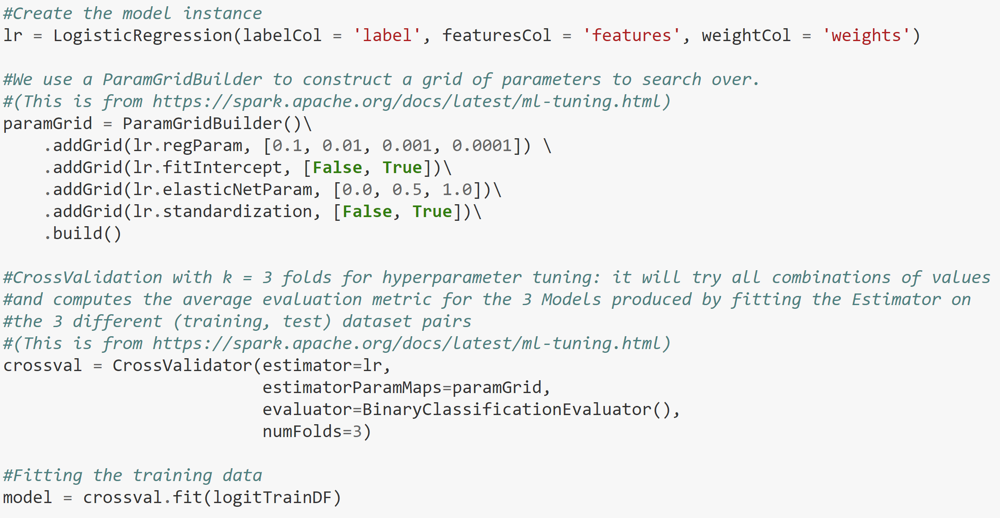 #Create the model instance
lr = LogisticRegression(labelCol = 'label', featuresCol = 'features', weightCol = 'weights')

#We use a ParamGridBuilder to construct a grid of parameters to search over.
#(This is from https://spark.apache.org/docs/latest/ml-tuning.html)
paramGrid = ParamGridBuilder()\
    .addGrid(lr.regParam, [0.1, 0.01, 0.001, 0.0001]) \
    .addGrid(lr.fitIntercept, [False, True])\
    .addGrid(lr.elasticNetParam, [0.0, 0.5, 1.0])\
    .addGrid(lr.standardization, [False, True])\
    .build()

#CrossValidation with k = 3 folds for hyperparameter tuning: it will try all combinations of values
#and computes the average evaluation metric for the 3 Models produced by fitting the Estimator on
#the 3 different (training, test) dataset pairs
#(This is from https://spark.apache.org/docs/latest/ml-tuning.html)
crossval = CrossValidator(estimator=lr,
                          estimatorParamMaps=paramGrid,
                          evaluator=BinaryClassificationEvaluator(),
                          numFolds=3)

#Fitting the training data
model = crossval.fit(logitTrainDF)